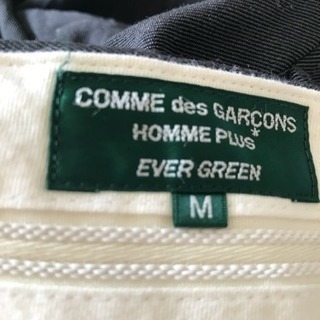 COMME des GARÇONS
HOMME PLUS*
EVER GREEN
M